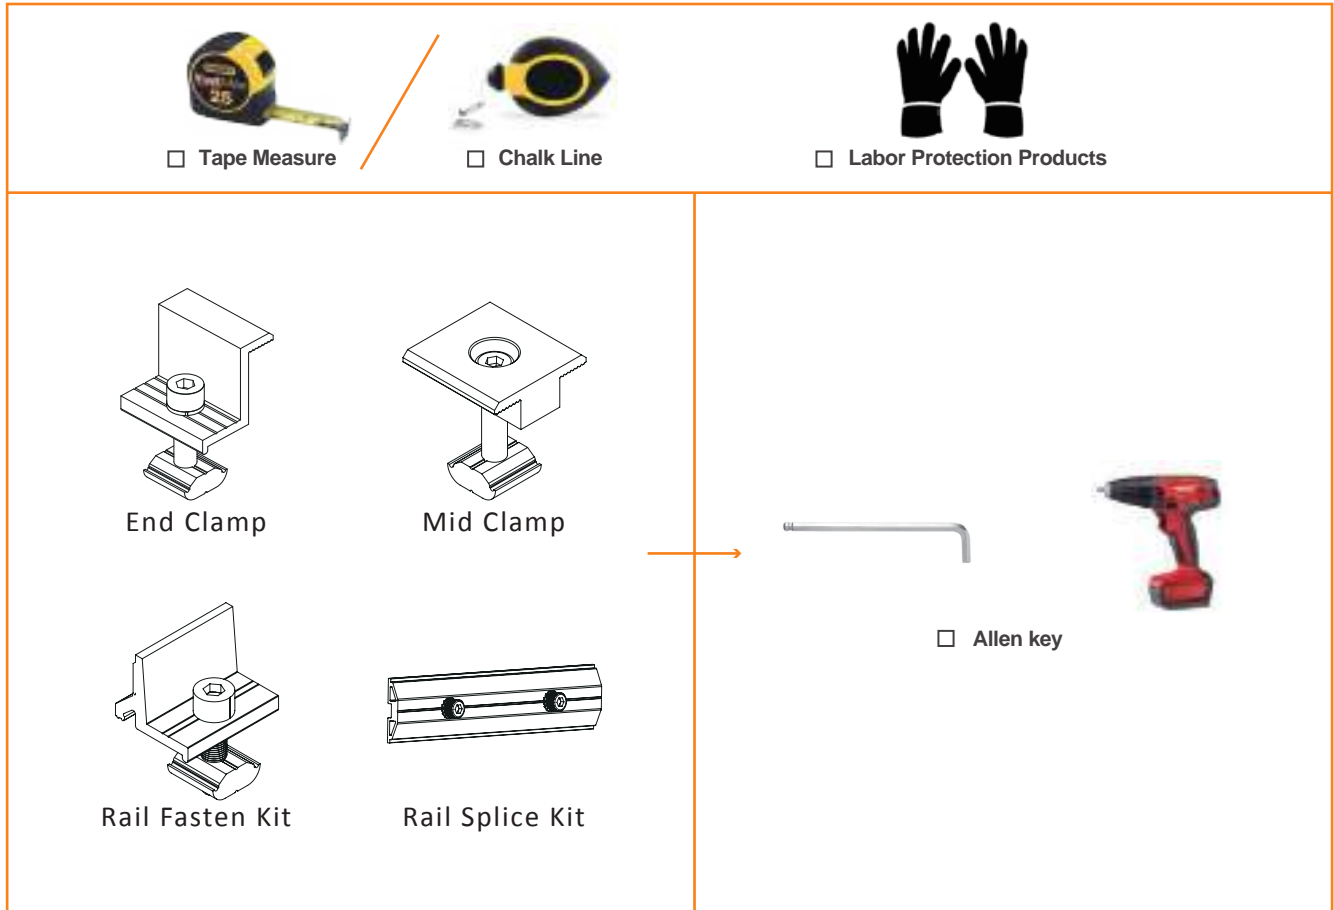 25
☐ Tape Measure
☐ Chalk Line
☐ Labor Protection Products
End Clamp
Mid Clamp
☐ Allen key
Rail Fasten Kit
Rail Splice Kit